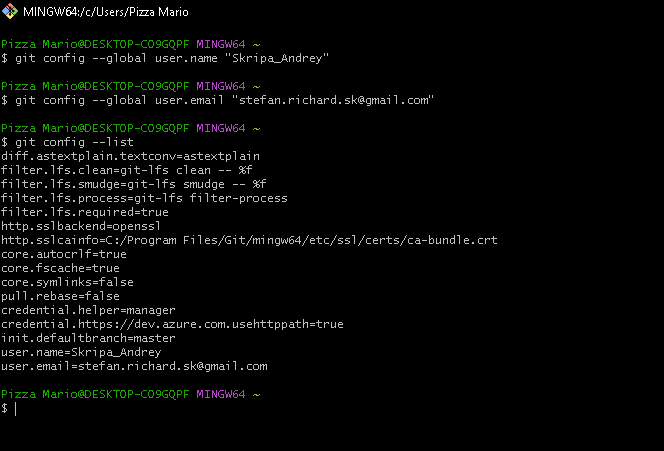 MINGW64:/c/Users/Pizza Mario
Pizza Mario@DESKTOP-CO9GQPF MINGW64 ~
$ git config --global user.name "Skripa_Andrey"
Pizza Mario@DESKTOP-CO9GQPF MINGW64 ~
$ git config --global user.email "stefan.richard.sk@gmail.com"
Pizza Mario@DESKTOP-CO9GQPF MINGW64 ~
$ git config --list
diff.astextplain.textconv=astextplain
filter.lfs.clean=git-lfs clean -- %f
filter.lfs.smudge=git-lfs smudge -- %f
filter.lfs.process=git-lfs filter-process
filter.lfs.required=true
http.sslbackend=openssl
http.sslcainfo=C:/Program Files/Git/mingw64/etc/ssl/certs/ca-bundle.crt
core.autocrlf=true
core.fscache=true
core.symlinks=false
pull.rebase=false
credential.helper=manager
credential.https://dev.azure.com.usehttppath=true
init.defaultbranch=master
user.name=Skripa_Andrey
user.email=stefan.richard.sk@gmail.com
Pizza Mario@DESKTOP-CO9GQPF MINGW64 ~
$